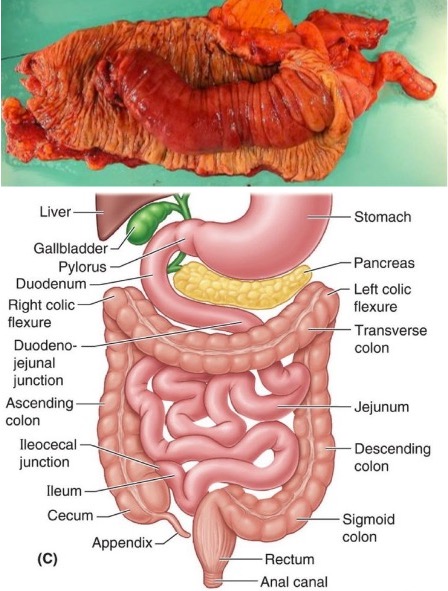 Liver
Gallbladder
Pylorus
Duodenum
Right colic
flexure
Duodeno-
jejunal
junction
Ascending
colon
Ileocecal
junction
Ileum
Cecum
Appendix
(C)
Stomach
Pancreas
Left colic
flexure
Transverse
colon
Jejunum
Descending
colon
Sigmoid
colon
Rectum
Anal canal